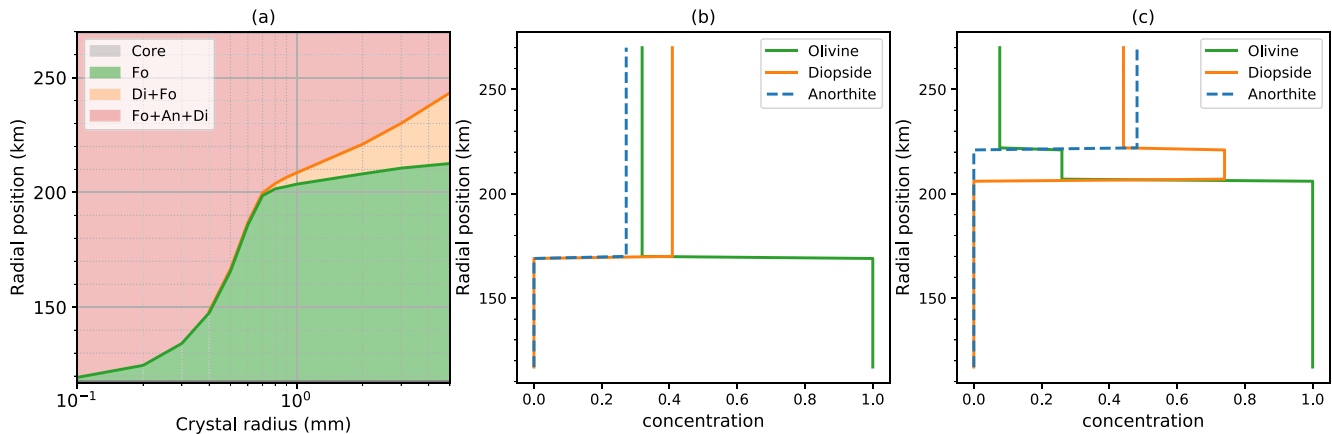 (a)
Radial position (km)
250
200
150
Core
Fo
Di+Fo
Fo+An+Di
10⁻¹
10⁰
Crystal radius (mm)
(b)
Radial position (km)
250
200
150
Olivine
Diopside
Anorthite
0.0 0.2 0.4 0.6 0.8 1.0
concentration
(c)
Radial position (km)
250
200
150
Olivine
Diopside
Anorthite
0.0 0.2 0.4 0.6 0.8 1.0
concentration